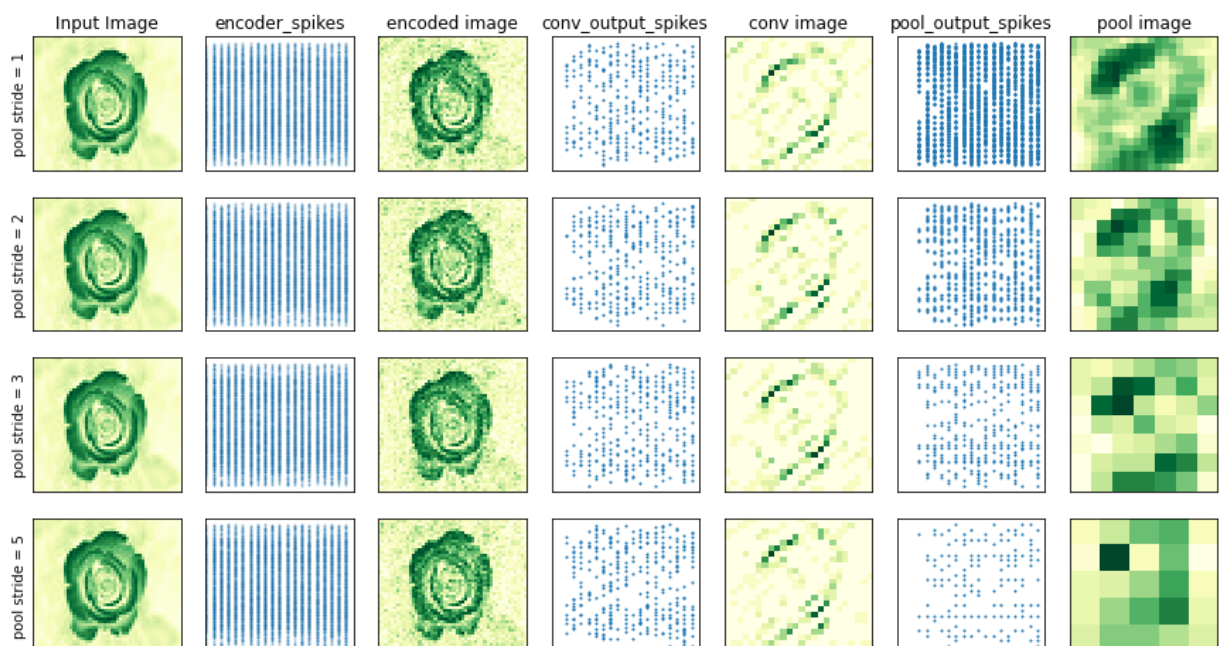 Input Image encoder_spikes encoded image conv_output_spikes conv image pool_output_spikes pool image
pool stride = 1
pool stride = 2
pool stride = 3
pool stride = 5